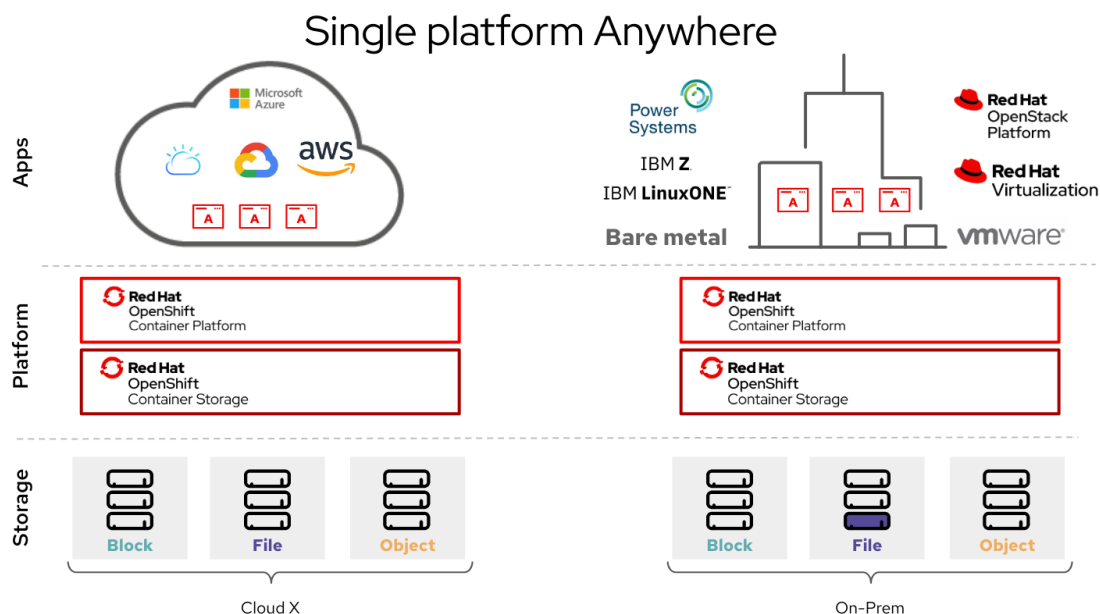 Single platform Anywhere
Apps
Microsoft
Azure
aws
A
A
A
Power
Systems
IBM Z
IBM LinuxONE™
Bare metal
A
A
A
Red Hat
OpenStack
Platform
Red Hat
Virtualization
vmware®
Platform
Red Hat
OpenShift
Container Platform
Red Hat
OpenShift
Container Storage
Red Hat
OpenShift
Container Platform
Red Hat
OpenShift
Container Storage
Storage
Block
File
Object
Cloud X
Block
File
Object
On-Prem